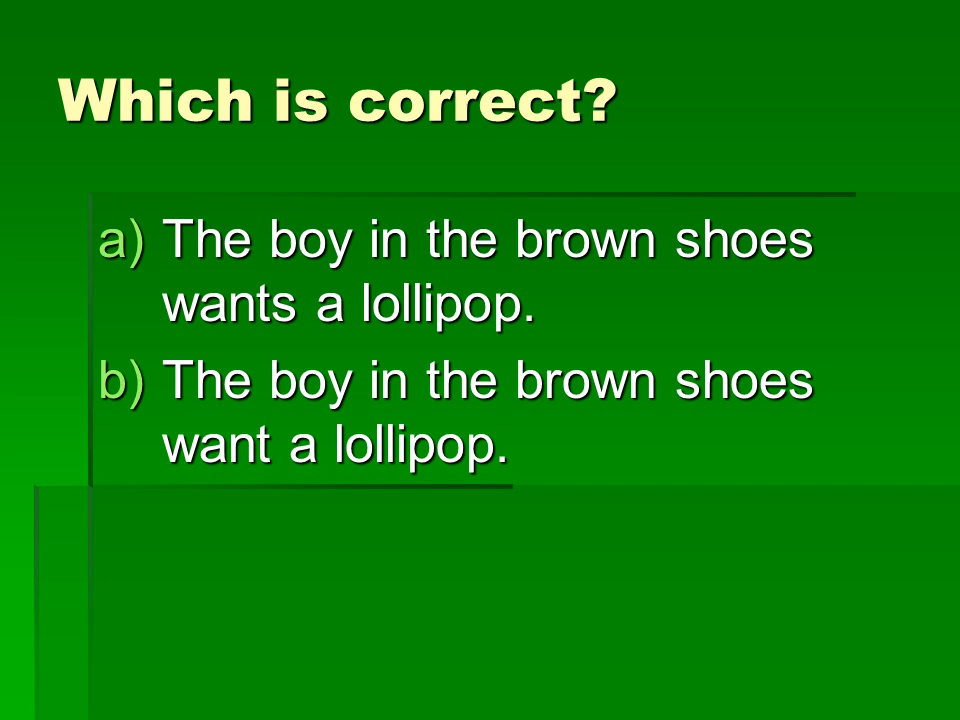 Which is correct?
a) The boy in the brown shoes
wants a lollipop.
b) The boy in the brown shoes
want a lollipop.